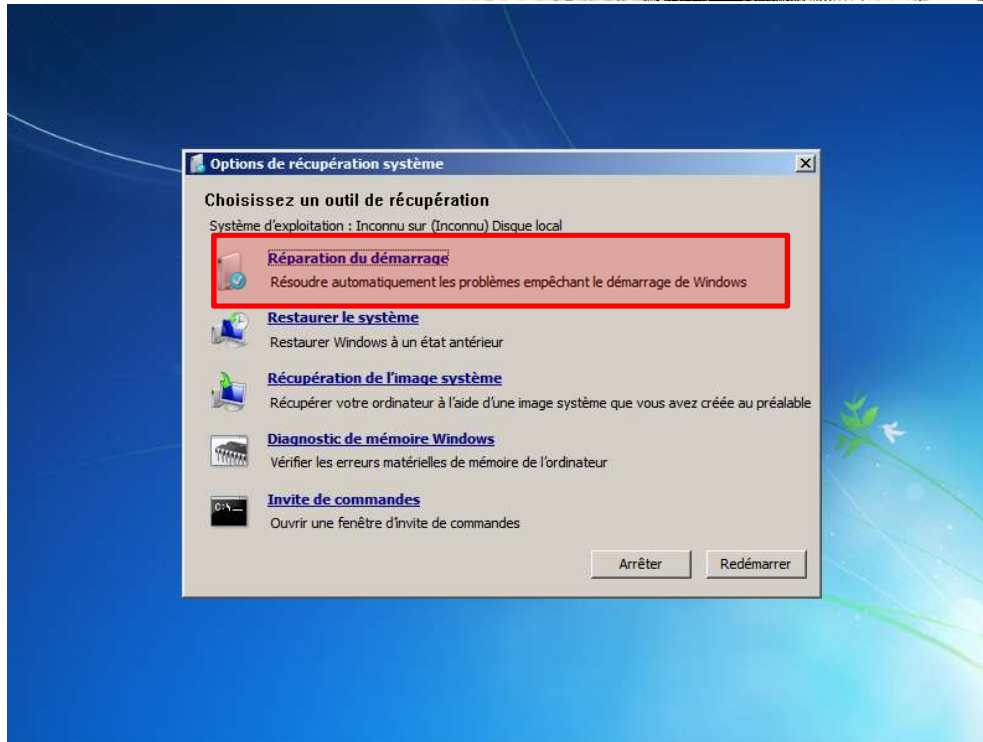 Options de récupération système
Choisissez un outil de récupération
Système d'exploitation : Inconnu sur (Inconnu) Disque local
Réparation du démarrage
Résoudre automatiquement les problèmes empêchant le démarrage de Windows
Restaurer le système
Restaurer Windows à un état antérieur
Récupération de l'image système
Récupérer votre ordinateur à l'aide d'une image système que vous avez créée au préalable
Diagnostic de mémoire Windows
Vérifier les erreurs matérielles de mémoire de l'ordinateur
Invite de commandes
Ouvrir une fenêtre d'invite de commandes
Arrêter Redémarrer